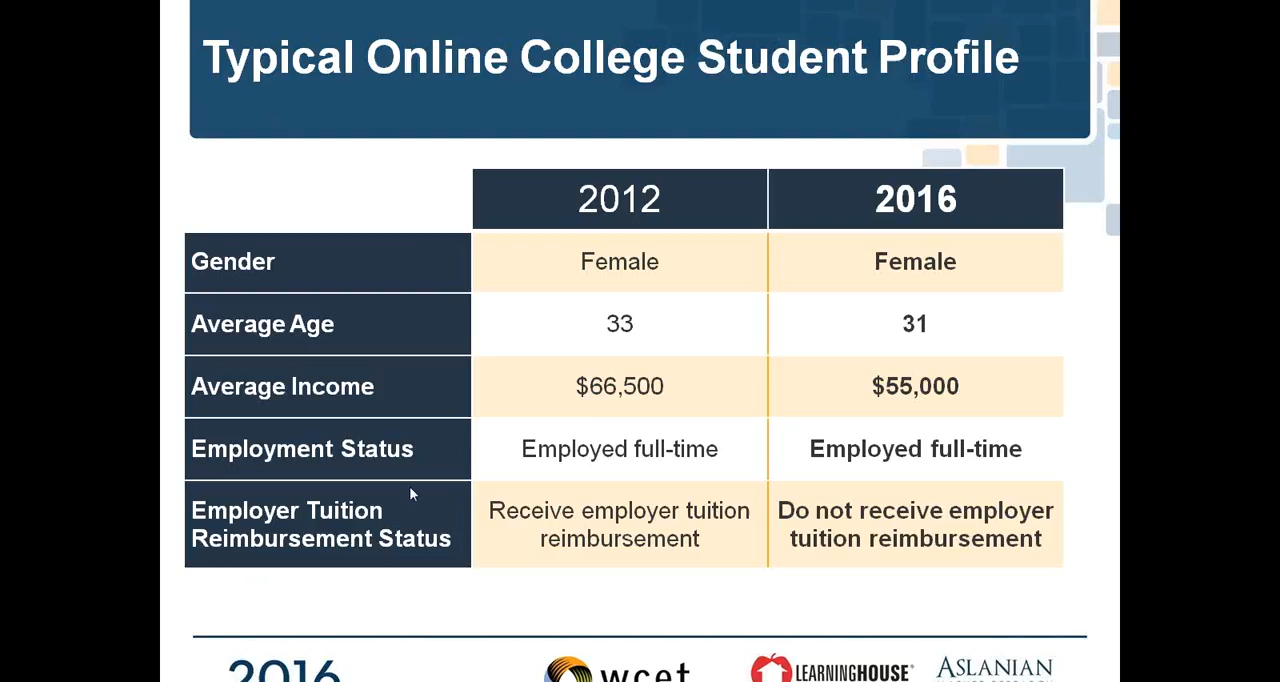 Typical Online College Student Profile
2012 2016
Gender Female Female
Average Age 33 31
Average Income $66,500 $55,000
Employment Status Employed full-time Employed full-time
Employer Tuition Receive employer tuition Do not receive employer
Reimbursement Status reimbursement tuition reimbursement
2016 wcet LEARNINGHOUSE® ASLANIAN